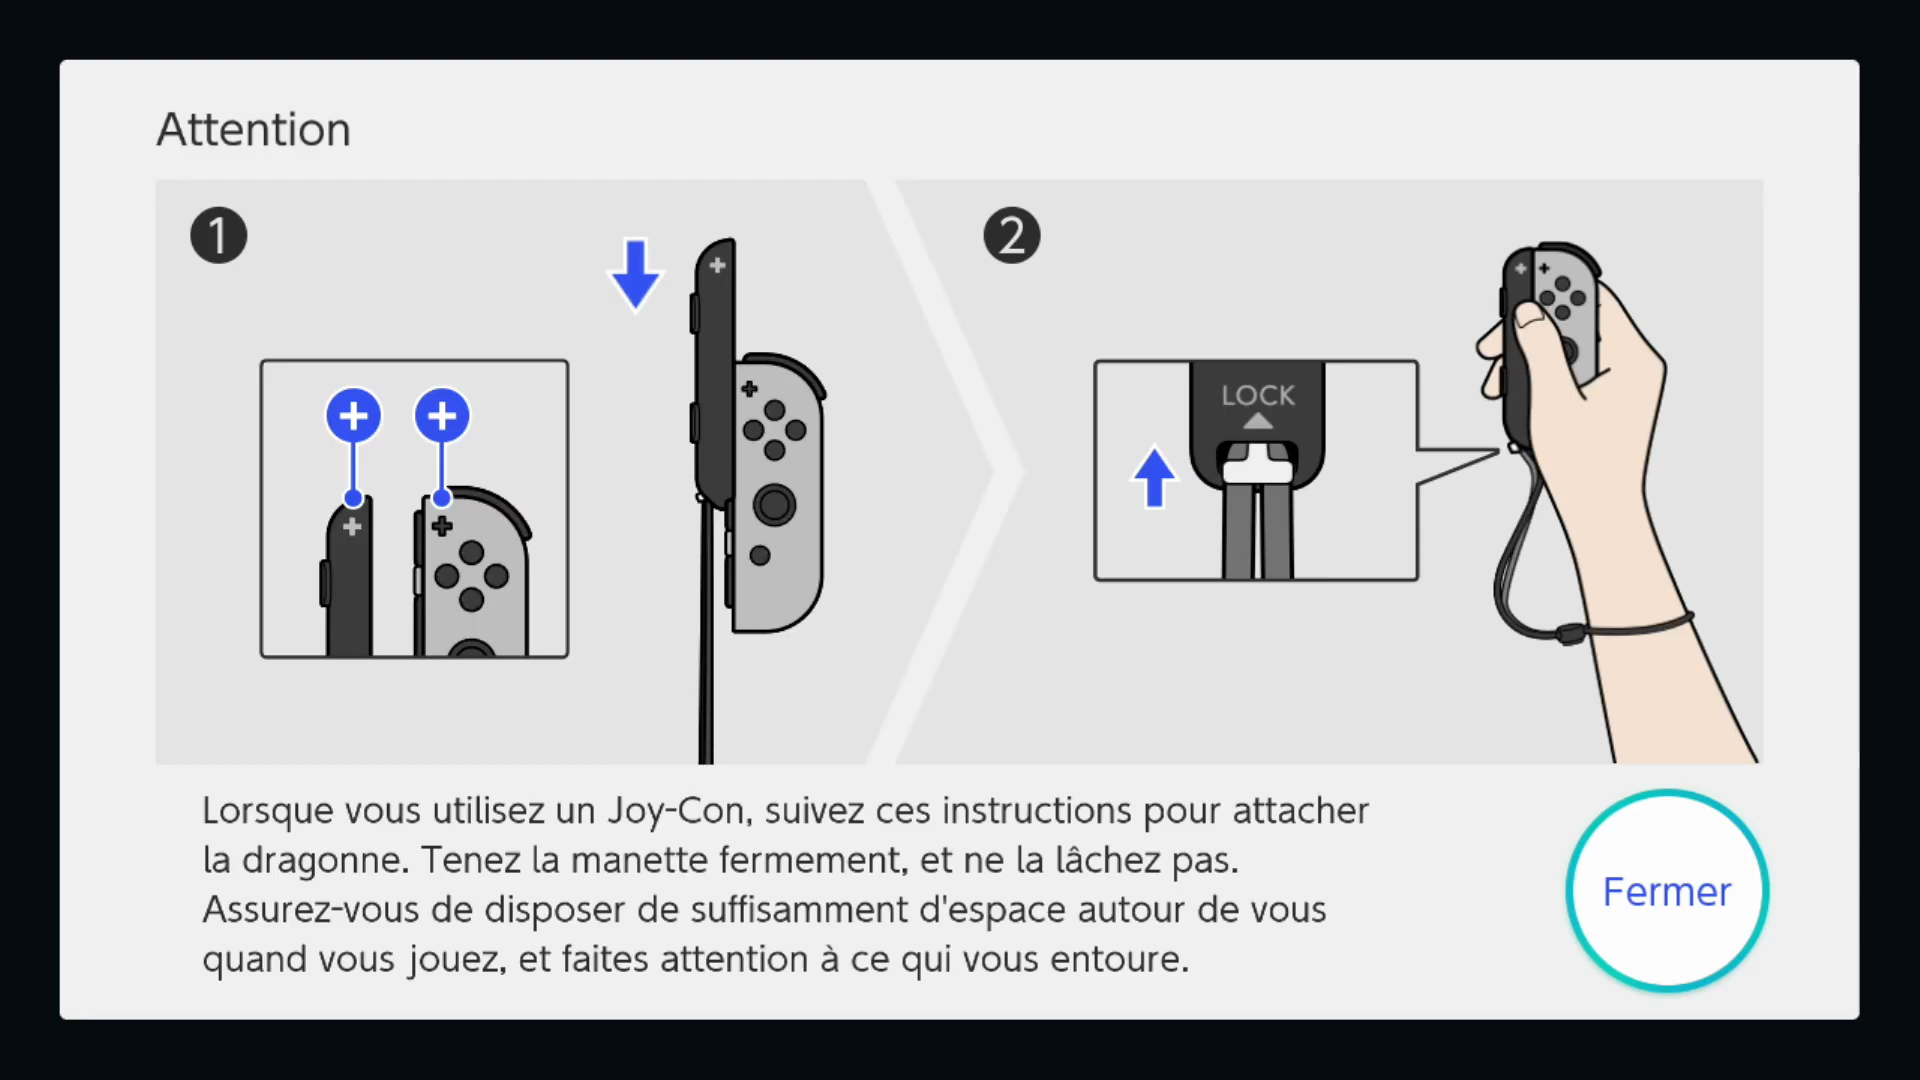 Attention
1
2
LOCK
Lorsque vous utilisez un Joy-Con, suivez ces instructions pour attacher
la dragonne. Tenez la manette fermement, et ne la lâchez pas.
Assurez-vous de disposer de suffisamment d'espace autour de vous
quand vous jouez, et faites attention à ce qui vous entoure.
Fermer